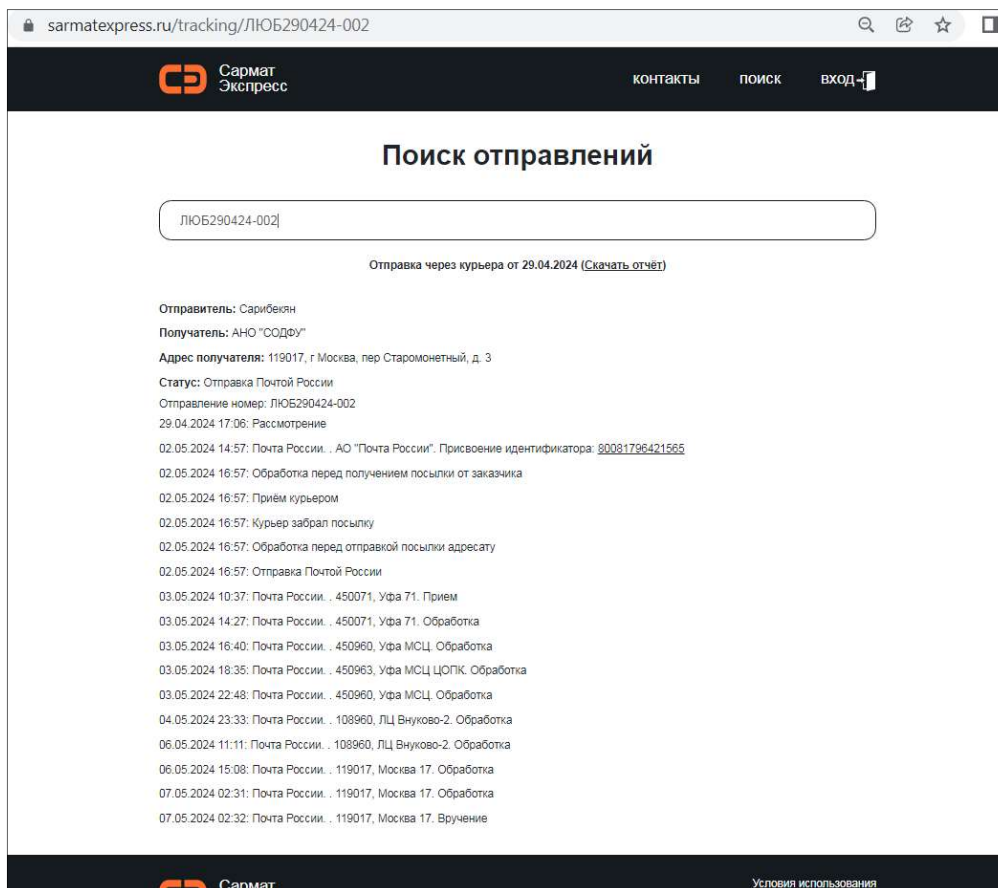 sarmatexpress.ru/tracking/ЛЮБ290424-002
Сармат
Экспресс
контакты поиск вход
Поиск отправлений
ЛЮБ290424-002
Отправка через курьера от 29.04.2024 (Скачать отчёт)
Отправитель: Сарибекян
Получатель: АНО "СОДФУ"
Адрес получателя: 119017, г Москва, пер Старомонетный, д. 3
Статус: Отправка Почтой России
Отправление номер: ЛЮБ290424-002
29.04.2024 17:06: Рассмотрение
02.05.2024 14:57: Почта России. . АО "Почта России". Присвоение идентификатора: 80081796421565
02.05.2024 16:57: Обработка перед получением посылки от заказчика
02.05.2024 16:57: Приём курьером
02.05.2024 16:57: Курьер забрал посылку
02.05.2024 16:57: Обработка перед отправкой посылки адресату
02.05.2024 16:57: Отправка Почтой России
03.05.2024 10:37: Почта России. . 450071, Уфа 71. Прием
03.05.2024 14:27: Почта России. . 450071, Уфа 71. Обработка
03.05.2024 16:40: Почта России. . 450960, Уфа МСЦ. Обработка
03.05.2024 18:35: Почта России. . 450963, Уфа МСЦ ЦОПК. Обработка
03.05.2024 22:48: Почта России. . 450960, Уфа МСЦ. Обработка
04.05.2024 23:33: Почта России. . 108960, ЛЦ Внуково-2. Обработка
06.05.2024 11:11: Почта России. . 108960, ЛЦ Внуково-2. Обработка
06.05.2024 15:08: Почта России. . 119017, Москва 17. Обработка
07.05.2024 02:31: Почта России. . 119017, Москва 17. Обработка
07.05.2024 02:32: Почта России. . 119017, Москва 17. Вручение
Сармат
Условия использования